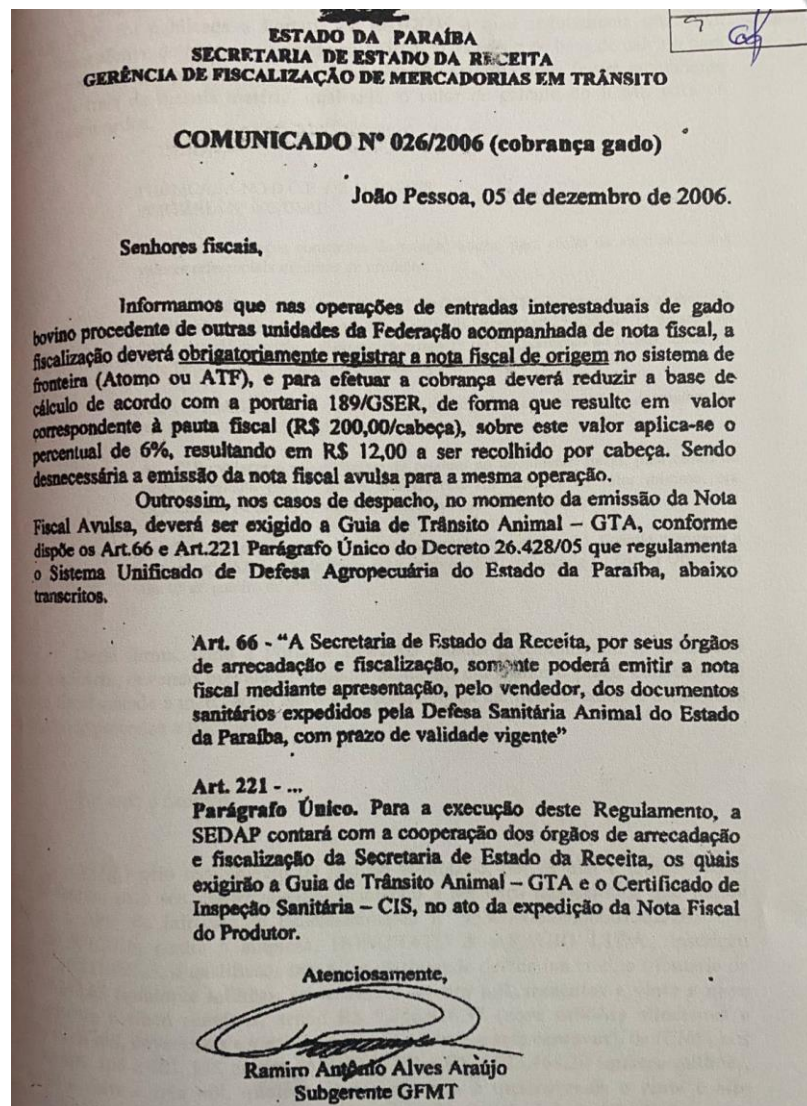 ESTADO DA PARAÍBA
SECRETARIA DE ESTADO DA RECEITA
GERÊNCIA DE FISCALIZAÇÃO DE MERCADORIAS EM TRÂNSITO
COMUNICADO Nº 026/2006 (cobrança gado)
João Pessoa, 05 de dezembro de 2006.
Senhores fiscais,
Informamos que nas operações de entradas interestaduais de gado
bovino procedente de outras unidades da Federação acompanhada de nota fiscal, a
fiscalização deverá obrigatoriamente registrar a nota fiscal de origem no sistema de
fronteira (Atomo ou ATF), e para efetuar a cobrança deverá reduzir a base de
cálculo de acordo com a portaria 189/GSER, de forma que resulte em valor
correspondente à pauta fiscal (R$ 200,00/cabeça), sobre este valor aplica-se o
percentual de 6%, resultando em R$ 12,00 a ser recolhido por cabeça. Sendo
desnecessária a emissão da nota fiscal avulsa para a mesma operação.
Outrossim, nos casos de despacho, no momento da emissão da Nota
Fiscal Avulsa, deverá ser exigido a Guia de Trânsito Animal – GTA, conforme
dispõe os Art.66 e Art.221 Parágrafo Único do Decreto 26.428/05 que regulamenta
o Sistema Unificado de Defesa Agropecuária do Estado da Paraíba, abaixo
transcritos.
Art. 66 - “A Secretaria de Estado da Receita, por seus órgãos
de arrecadação e fiscalização, somente poderá emitir a nota
fiscal mediante apresentação, pelo vendedor, dos documentos
sanitários expedidos pela Defesa Sanitária Animal do Estado
da Paraíba, com prazo de validade vigente”
Art. 221 - ...
Parágrafo Único. Para a execução deste Regulamento, a
SEDAP contará com a cooperação dos órgãos de arrecadação
e fiscalização da Secretaria de Estado da Receita, os quais
exigirão a Guia de Trânsito Animal – GTA e o Certificado de
Inspeção Sanitária – CIS, no ato da expedição da Nota Fiscal
do Produtor.
Atenciosamente,
Ramiro Antônio Alves Araújo
Subgerente GFMT